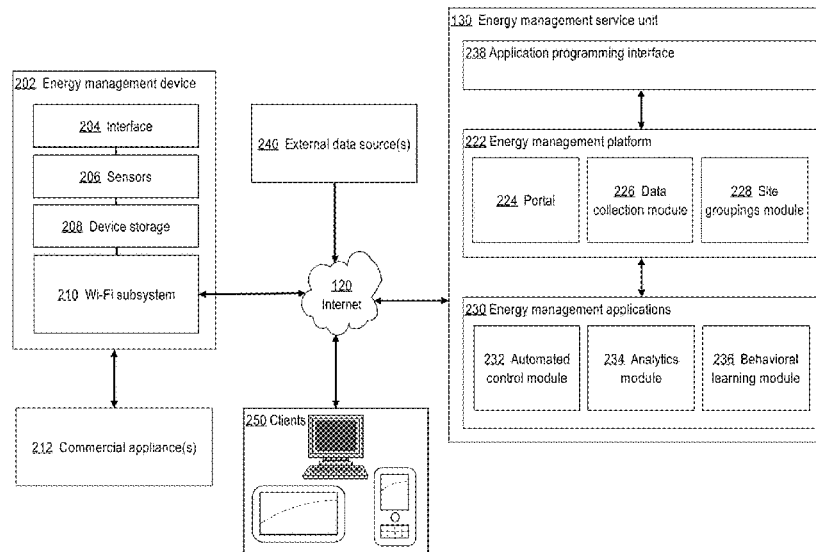 130 Energy management service unit
238 Application programming interface
202 Energy management device
204 Interface
206 Sensors
208 Device storage
210 Wi-Fi subsystem
240 External data source(s)
222 Energy management platform
224 Portal
226 Data
collection module
228 Site
groupings module
120
Internet
230 Energy management applications
232 Automated
control module
234 Analytics
module
236 Behavioral
learning module
212 Commercial appliance(s)
250 Clients